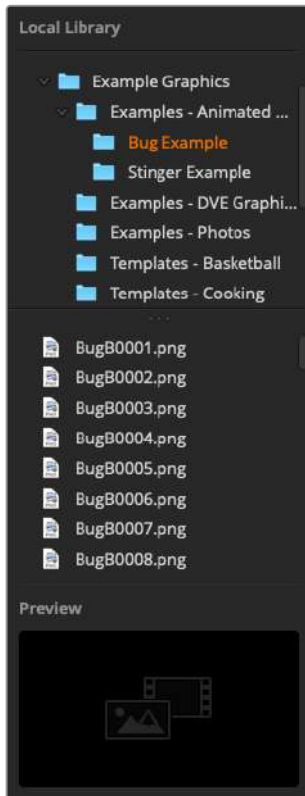 Local Library
Example Graphics
Examples - Animated ...
Bug Example
Stinger Example
Examples - DVE Graphi...
Examples - Photos
Templates - Basketball
Templates - Cooking
BugB0001.png
BugB0002.png
BugB0003.png
BugB0004.png
BugB0005.png
BugB0006.png
BugB0007.png
BugB0008.png
Preview